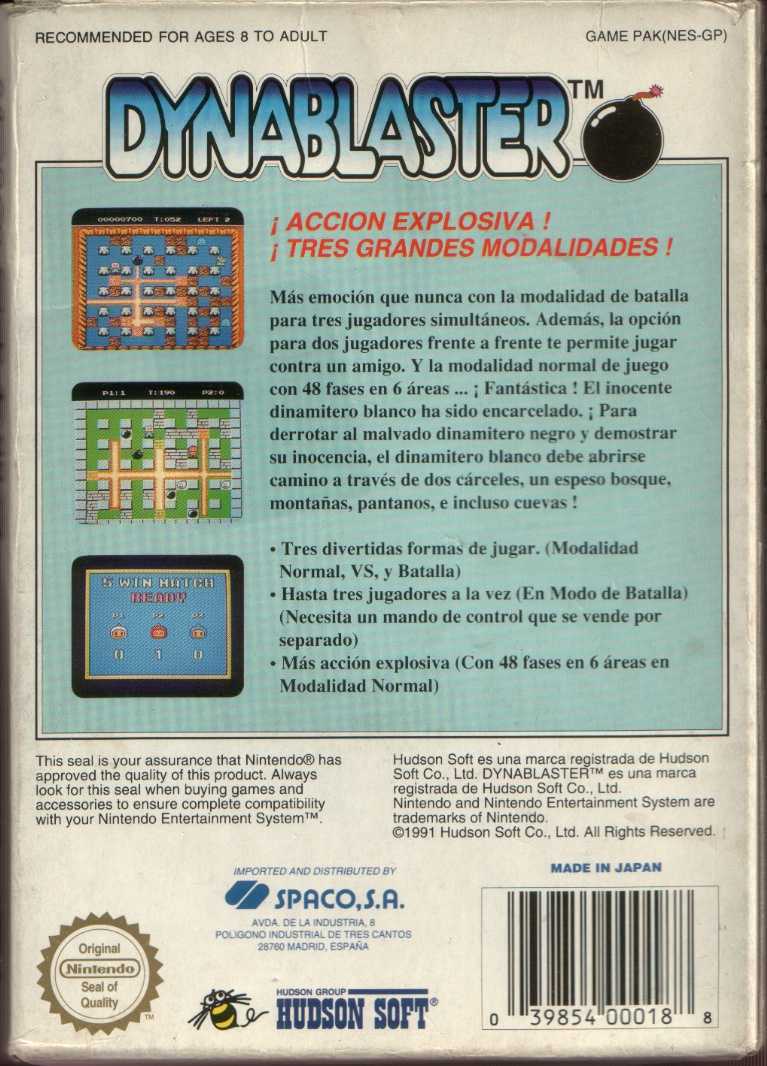 RECOMMENDED FOR AGES 8 TO ADULT
GAME PAK(NES-GP)
DYNABLASTER™
00000700 T:052 LEFT 2
¡ ACCION EXPLOSIVA !
¡ TRES GRANDES MODALIDADES !
Más emoción que nunca con la modalidad de batalla
para tres jugadores simultáneos. Además, la opción
para dos jugadores frente a frente te permite jugar
contra un amigo. Y la modalidad normal de juego
con 48 fases en 6 áreas ... ¡ Fantástica ! El inocente
dinamitero blanco ha sido encarcelado. ¡ Para
derrotar al malvado dinamitero negro y demostrar
su inocencia, el dinamitero blanco debe abrirse
camino a través de dos cárceles, un espeso bosque,
montañas, pantanos, e incluso cuevas !
P1:1 T:190 P2:0
• Tres divertidas formas de jugar. (Modalidad
Normal, VS, y Batalla)
• Hasta tres jugadores a la vez (En Modo de Batalla)
(Necesita un mando de control que se vende por
separado)
• Más acción explosiva (Con 48 fases en 6 áreas en
Modalidad Normal)
5 WIN MATCH
READY
P1 P2 P3
0 1 0
This seal is your assurance that Nintendo® has
approved the quality of this product. Always
look for this seal when buying games and
accessories to ensure complete compatibility
with your Nintendo Entertainment System™.
Hudson Soft es una marca registrada de Hudson
Soft Co., Ltd. DYNABLASTER™ es una marca
registrada de Hudson Soft Co., Ltd.
Nintendo and Nintendo Entertainment System are
trademarks of Nintendo.
©1991 Hudson Soft Co., Ltd. All Rights Reserved.
IMPORTED AND DISTRIBUTED BY
SPACO, S.A.
AVDA. DE LA INDUSTRIA, 8
POLIGONO INDUSTRIAL DE TRES CANTOS
28760 MADRID, ESPAÑA
MADE IN JAPAN
Original
Nintendo
Seal of
Quality
TM
HUDSON GROUP
HUDSON SOFT®
0 39854 00018 8